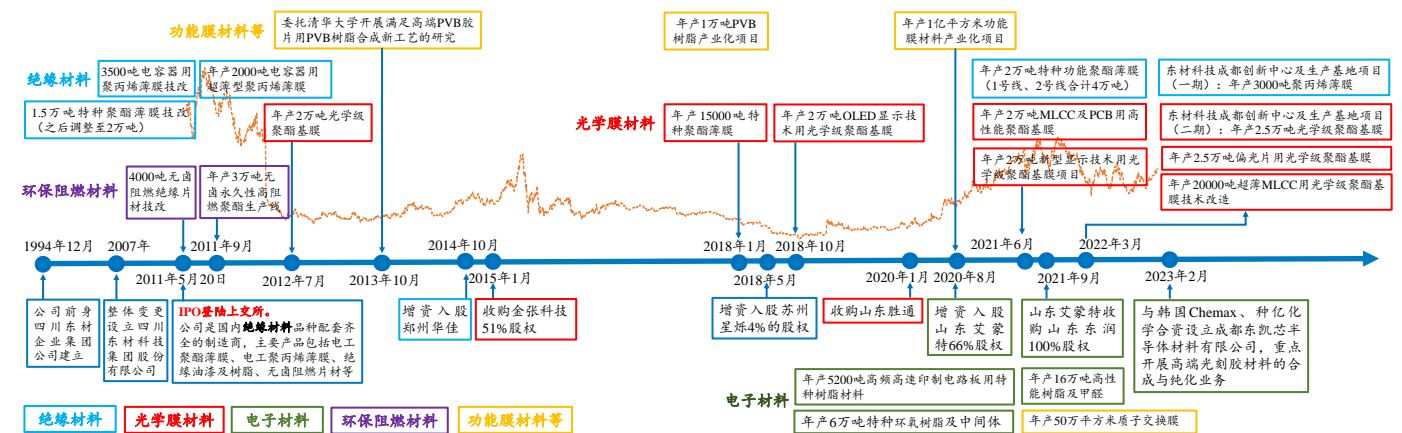 功能膜材料等
委托清华大学开展满足高端PVB胶
片用PVB树脂合成新工艺的研究
年产1万吨PVB
树脂产业化项目
年产1亿平方米功能
膜材料产业化项目
绝缘材料
3500吨电容器用
聚丙烯薄膜技改
年产2000吨电容器用
超薄型聚丙烯薄膜
1.5万吨特种聚酯薄膜技改
（之后调整至2万吨）
年产2万吨光学级
聚酯基膜
光学膜材料
年产15000吨特
种聚酯薄膜
年产2万吨OLED显示技
术用光学级聚酯基膜
年产2万吨特种功能聚酯薄膜
（1号线、2号线合计4万吨）
年产2万吨MLCC及PCB用高
性能聚酯基膜
年产2万吨新型显示技术用光
学级聚酯基膜项目
东材科技成都创新中心及生产基地项目
（一期）：年产3000吨聚丙烯薄膜
东材科技成都创新中心及生产基地项目
（二期）：年产2.5万吨光学级聚酯基膜
年产2.5万吨偏光片用光学级聚酯基膜
年产20000吨超薄MLCC用光学级聚酯基
膜技术改造
环保阻燃材料
4000吨无卤
阻燃绝缘片
材技改
年产3万吨无
卤永久性高阻
燃聚酯生产线
1994年12月
2007年
2011年5月20日
2011年9月
2012年7月
2013年10月
2014年10月
2015年1月
2018年1月
2018年5月
2018年10月
2020年1月
2020年8月
2021年6月
2021年9月
2022年3月
2023年2月
公司前身
四川东材
企业集团
公司建立
整体变更
设立四川
东材科技
集团股份
有限公司
IPO登陆上交所。
公司是国内绝缘材料品种配套齐
全的制造商，主要产品包括电工
聚酯薄膜、电工聚丙烯薄膜、绝
缘油漆及树脂、无卤阻燃片材等
增资入股
郑州华佳
收购金张科技
51%股权
增资入股苏州
星烁4%的股权
收购山东胜通
增资入股
山东艾蒙
特66%股权
山东艾蒙特收
购山东东润
100%股权
与韩国Chemax、种亿化
学合资设立成都东凯芯半
导体材料有限公司，重点
开展高端光刻胶材料的合
成与纯化业务
电子材料
年产5200吨高频高速印制电路板用特
种树脂材料
年产16万吨高性
能树脂及甲醛
年产6万吨特种环氧树脂及中间体
年产50万平方米质子交换膜
绝缘材料
光学膜材料
电子材料
环保阻燃材料
功能膜材料等